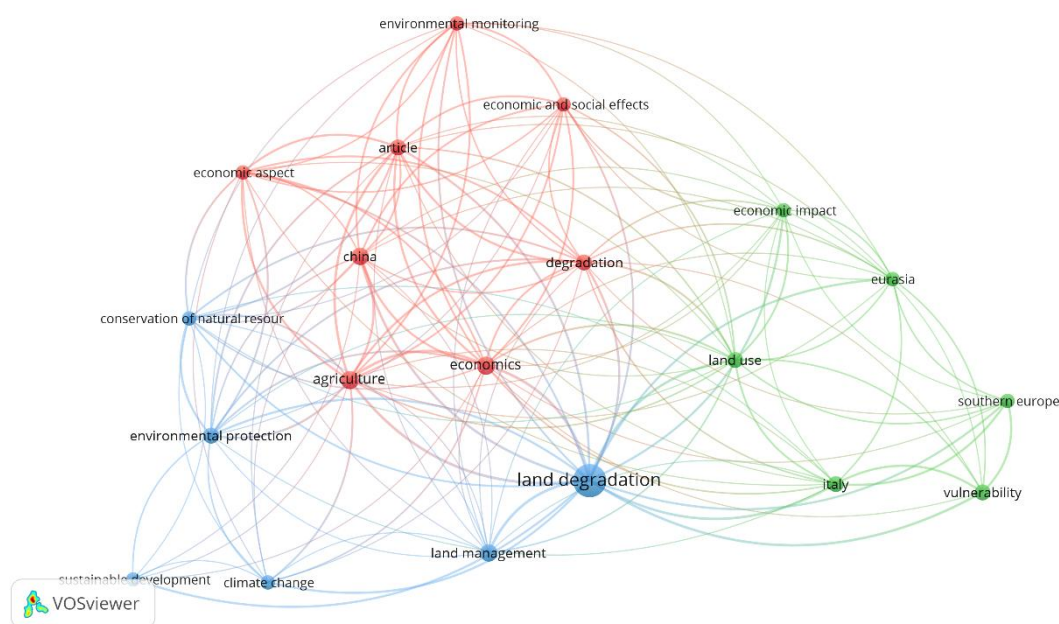 environmental monitoring
economic and social effects
article
economic aspect
economic impact
china
degradation
eurasia
conservation of natural resour
land use
economics
agriculture
southern europe
environmental protection
land degradation
italy
vulnerability
land management
sustainable development
climate change
VOSviewer